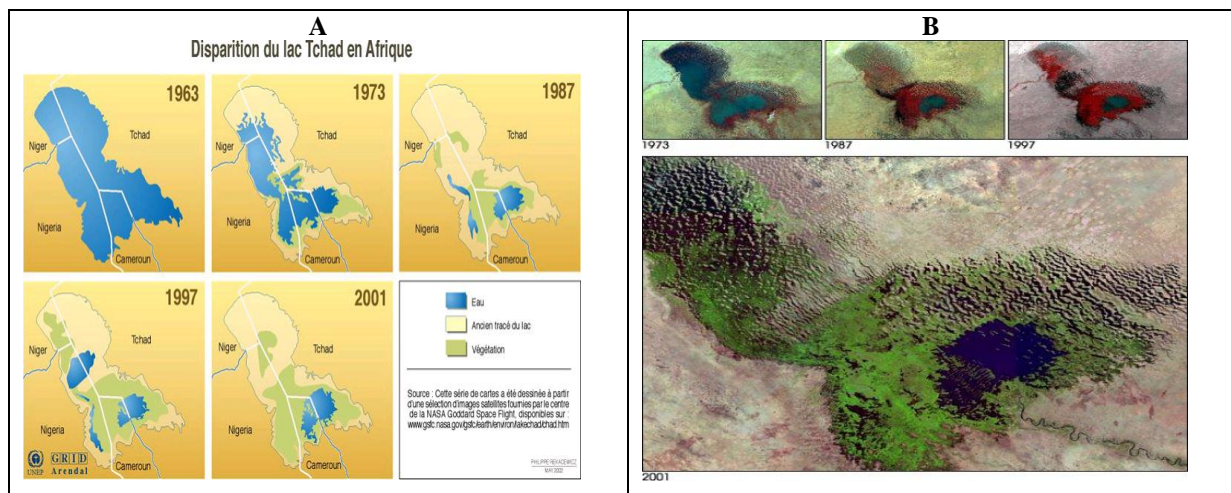 A
Disparition du lac Tchad en Afrique
1963
Tchad
Niger
Nigeria
Cameroun
1973
Tchad
Niger
Nigeria
Cameroun
1987
Tchad
Niger
Nigeria
Cameroun
1997
Tchad
Niger
Nigeria
Cameroun
UNEP
GRID
Arendal
2001
Tchad
Niger
Nigeria
Cameroun
Eau
Ancien tracé du lac
Végétation
Source : Cette série de cartes a été dessinée à partir
d'une sélection d'images satellites fournies par le centre
de la NASA Goddard Space Flight, disponibles sur :
www.gsfc.nasa.gov/gsfc/earth/environ/lakechad/chad.htm
PHILIPPE REKACEWICZ
MAI 2002
B
1973
1987
1997
2001